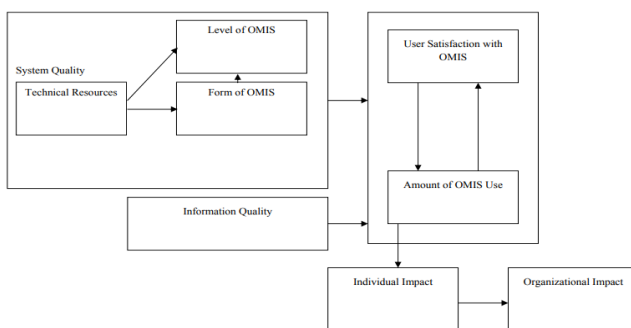 Level of OMIS
User Satisfaction with
OMIS
System Quality
Technical Resources
Form of OMIS
Amount of OMIS Use
Information Quality
Individual Impact
Organizational Impact